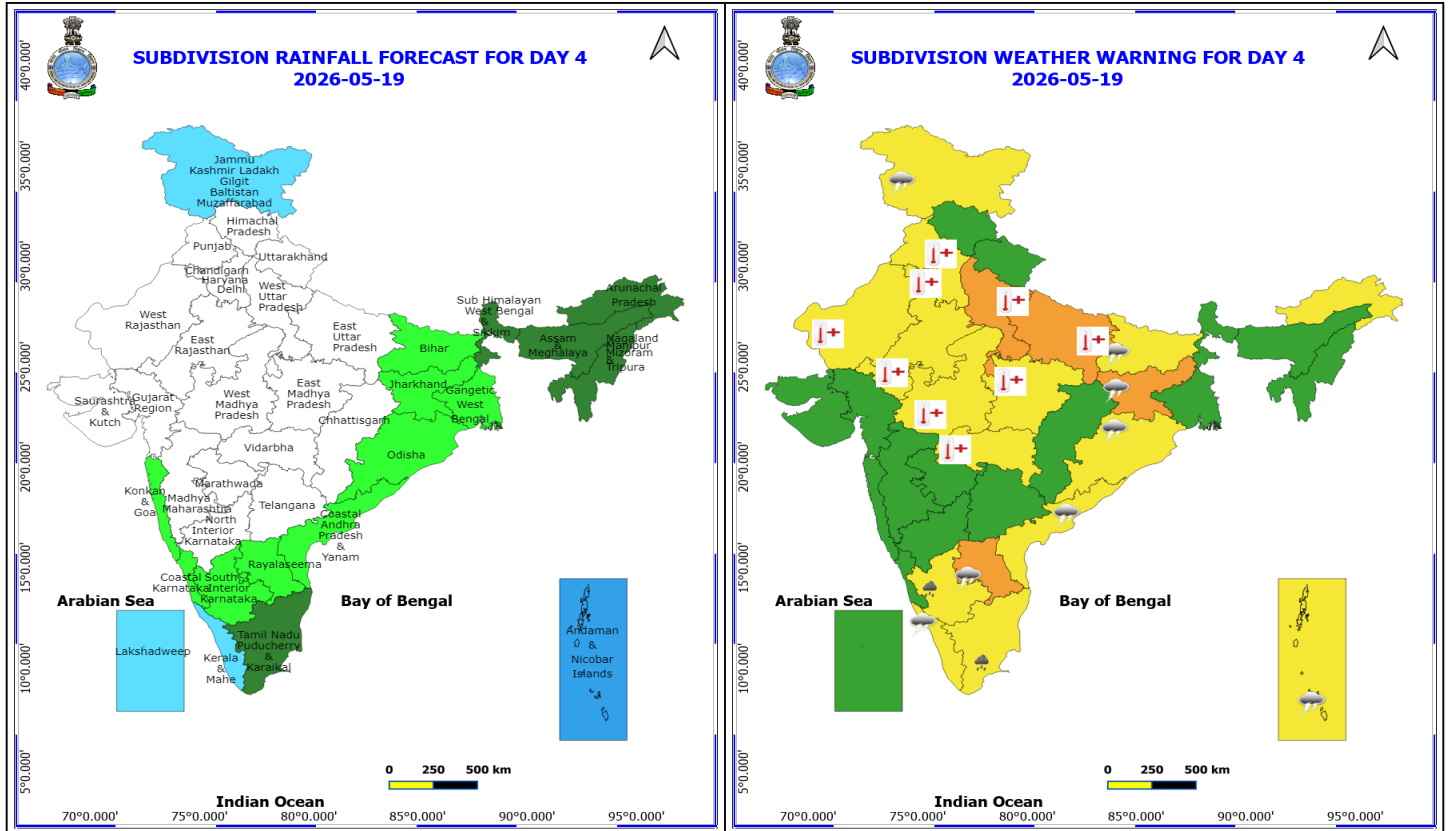 SUBDIVISION RAINFALL FORECAST FOR DAY 4
2026-05-19
40°0.000'
35°0.000'
30°0.000'
25°0.000'
20°0.000'
15°0.000'
10°0.000'
5°0.000'
Jammu
Kashmir Ladakh
Gilgit
Baltistan
Muzaffarabad
Himachal
Pradesh
Punjab
Uttarakhand
Chandigarh
Haryana
Delhi
West
Uttar
Pradesh
Arunachal
Pradesh
Sub Himalayan
West Bengal
&
Sikkim
West
Rajasthan
East
Rajasthan
East
Uttar
Pradesh
Bihar
Assam
&
Meghalaya
Nagaland
Manipur
Mizoram
&
Tripura
Jharkhand
Gangetic
West
Bengal
Saurashtra
&
Kutch
Gujarat
Region
West
Madhya
Pradesh
East
Madhya
Pradesh
Chhattisgarh
Vidarbha
Odisha
Konkan
&
Goa
Marathwada
Madhya
Maharashtra
North
Interior
Karnataka
Telangana
Coastal
Andhra
Pradesh
&
Yanam
Rayalaseema
Coastal
Karnataka
South
Interior
Karnataka
Arabian Sea
Bay of Bengal
Lakshadweep
Kerala
&
Mahe
Tamil Nadu
Puducherry
&
Karaikal
Andaman
&
Nicobar
Islands
0 250 500 km
Indian Ocean
70°0.000' 75°0.000' 80°0.000' 85°0.000' 90°0.000' 95°0.000'
SUBDIVISION WEATHER WARNING FOR DAY 4
2026-05-19
40°0.000'
35°0.000'
30°0.000'
25°0.000'
20°0.000'
15°0.000'
10°0.000'
5°0.000'
Arabian Sea
Bay of Bengal
0 250 500 km
Indian Ocean
70°0.000' 75°0.000' 80°0.000' 85°0.000' 90°0.000' 95°0.000'